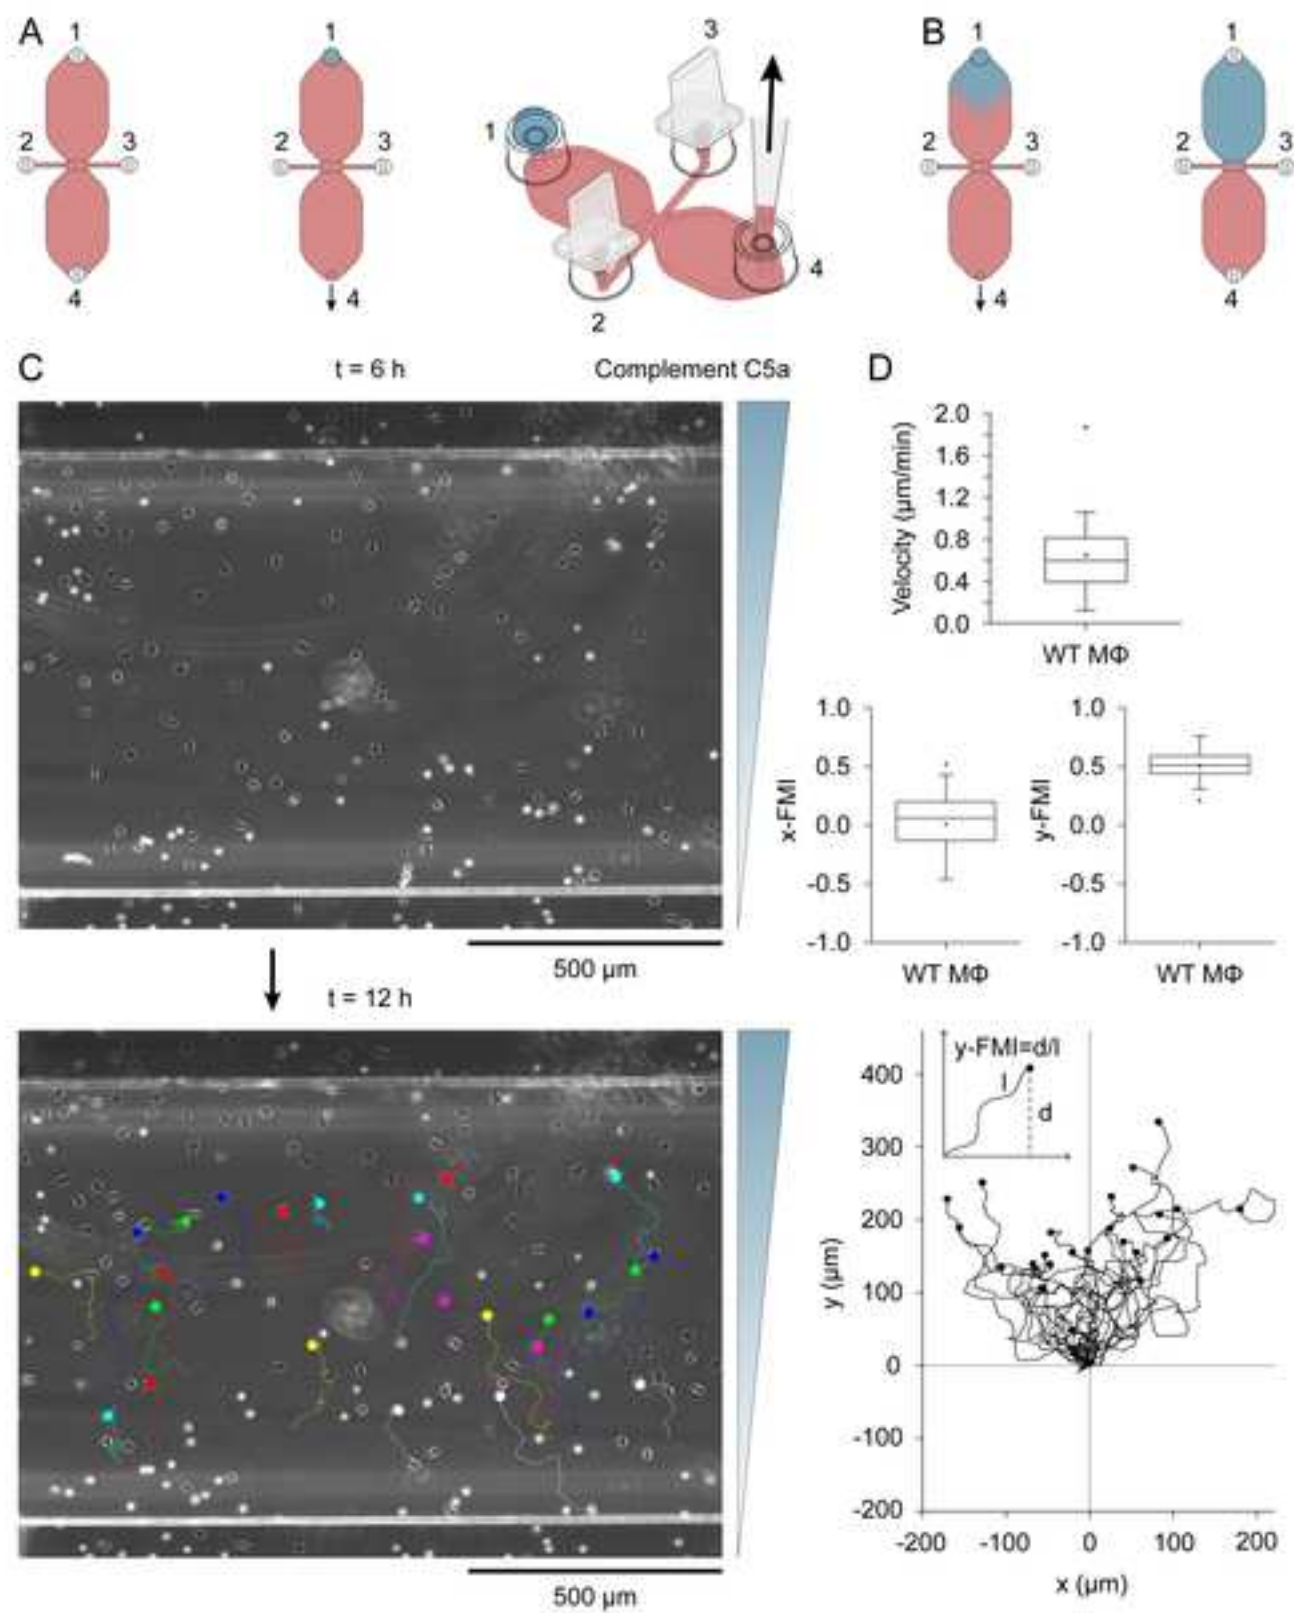 A
1
2
3
4
1
2
3
4
1
2
3
4
B
1
2
3
4
1
2
3
4
C
t = 6 h
Complement C5a
500 µm
t = 12 h
500 µm
D
Velocity (µm/min)
2.0
1.6
1.2
0.8
0.4
0.0
WT MΦ
x-FMI
1.0
0.5
0.0
-0.5
-1.0
WT MΦ
y-FMI
1.0
0.5
0.0
-0.5
-1.0
WT MΦ
y-FMI=d/l
l
d
y (µm)
400
300
200
100
0
-100
-200
-200 -100 0 100 200
x (µm)